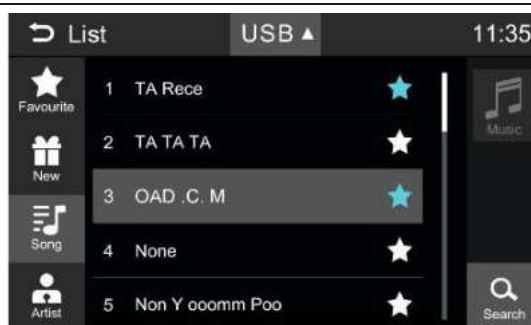 List USB 11:35
Favourite
New
Song
Artist
1 TA Rece
2 TA TA TA
3 OAD .C. M
4 None
5 Non Y ooomm Poo
Music
Search